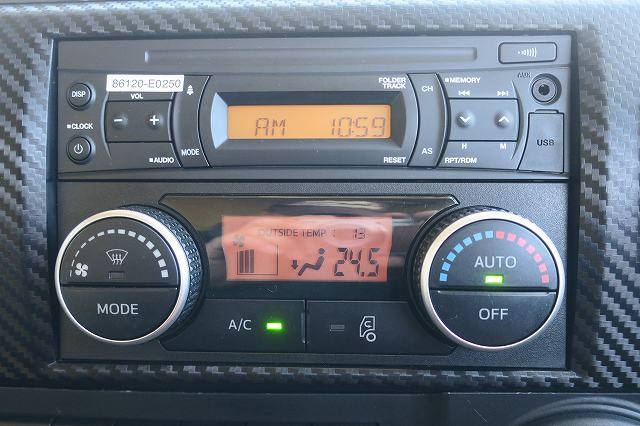 DISP
86120-E0250
VOL
FOLDER
TRACK
CH
MEMORY
AUX
CLOCK
- +
AM 10:59
H M
USB
AUDIO
MODE
RESET
AS
RPT/RDM
OUTSIDE TEMP 13
24.5
MODE
AUTO
OFF
A/C